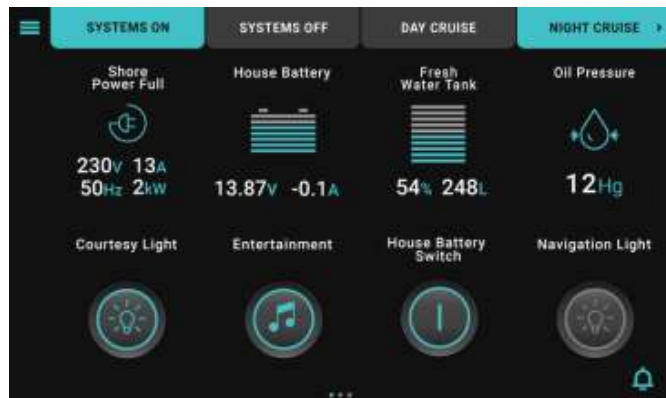 SYSTEMS ON
SYSTEMS OFF
DAY CRUISE
NIGHT CRUISE
Shore
Power Full
House Battery
Fresh
Water Tank
Oil Pressure
230V 13A
50Hz 2kW
13.87V -0.1A
54% 248L
12Hg
Courtesy Light
Entertainment
House Battery
Switch
Navigation Light